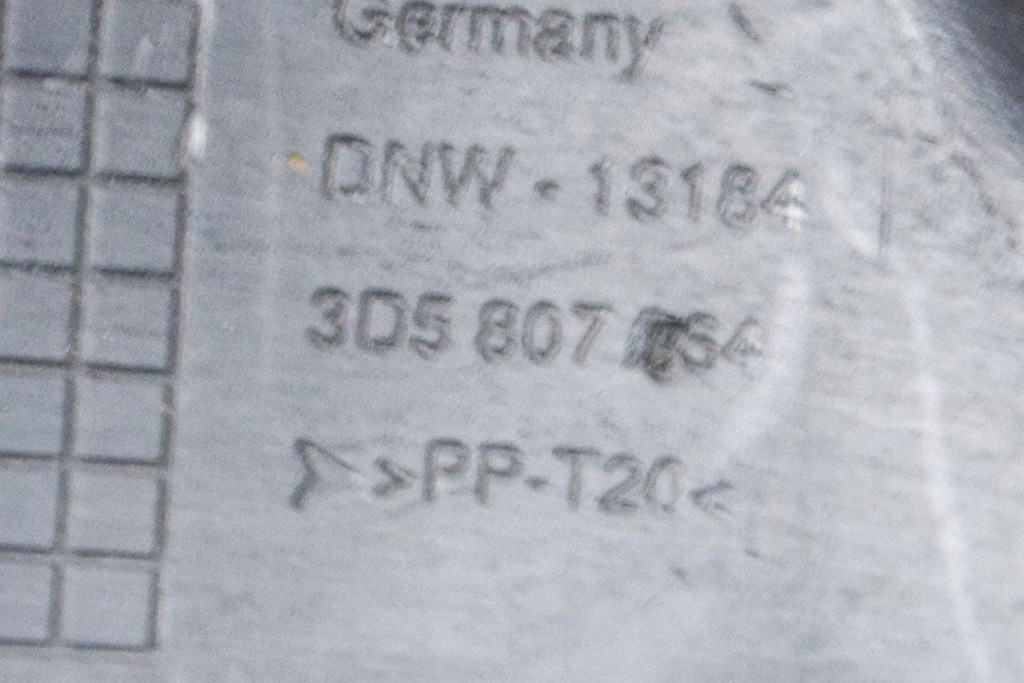 Germany
DNW - 13184
3D5 807
>PP-T20<